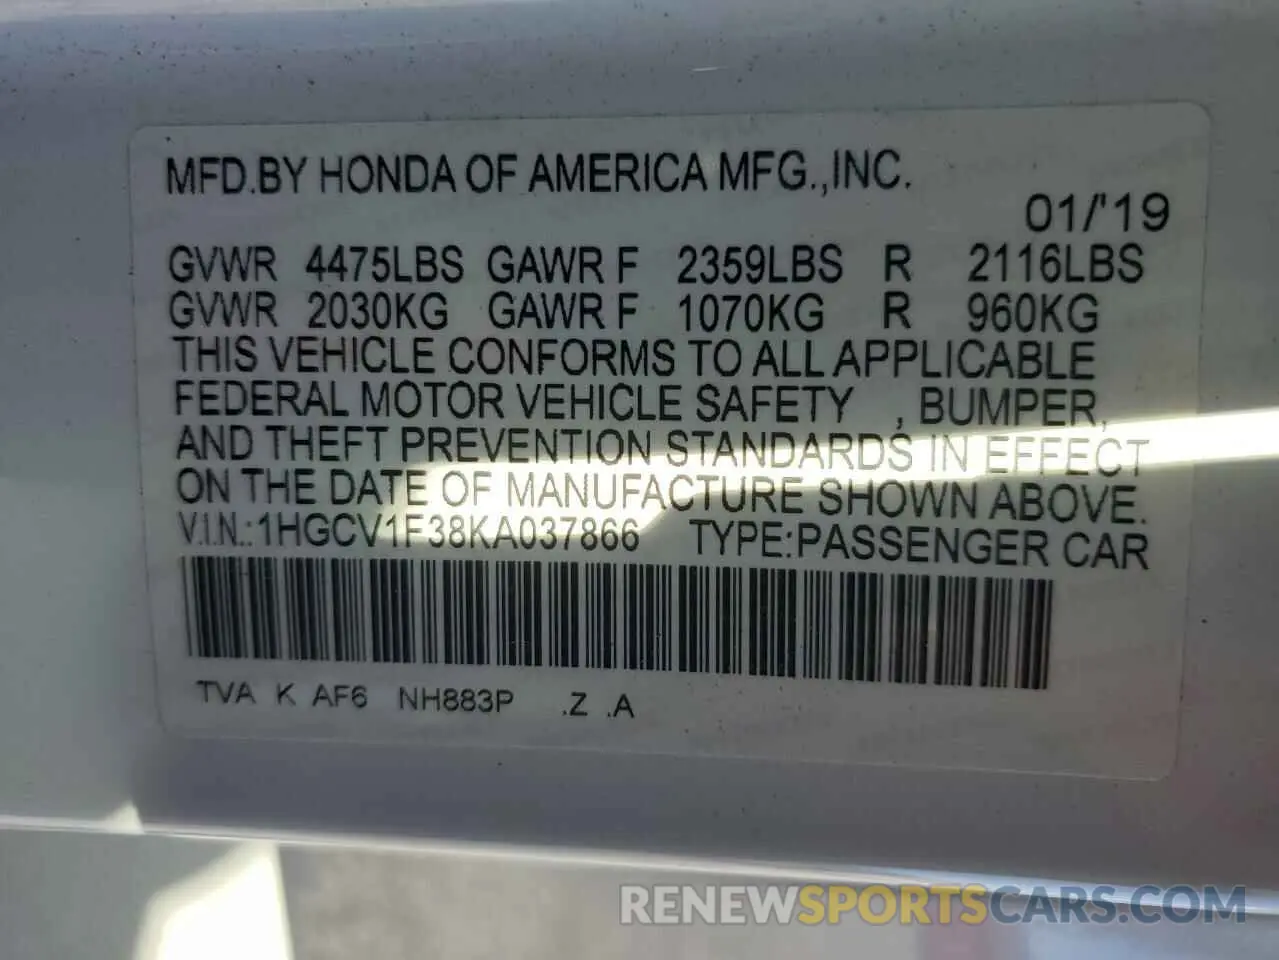 MFD.BY HONDA OF AMERICA MFG.,INC.
01/'19
GVWR 4475LBS GAWR F 2359LBS R 2116LBS
GVWR 2030KG GAWR F 1070KG R 960KG
THIS VEHICLE CONFORMS TO ALL APPLICABLE
FEDERAL MOTOR VEHICLE SAFETY , BUMPER,
AND THEFT PREVENTION STANDARDS IN EFFECT
ON THE DATE OF MANUFACTURE SHOWN ABOVE.
V.I.N.:1HGCV1F38KA037866 TYPE:PASSENGER CAR
TVA K AF6 NH883P .Z .A
RENEWSPORTSCARS.COM